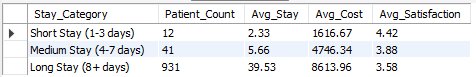 Stay_Category Patient_Count Avg_Stay Avg_Cost Avg_Satisfaction
Short Stay (1-3 days) 12 2.33 1616.67 4.42
Medium Stay (4-7 days) 41 5.66 4746.34 3.88
Long Stay (8+ days) 931 39.53 8613.96 3.58